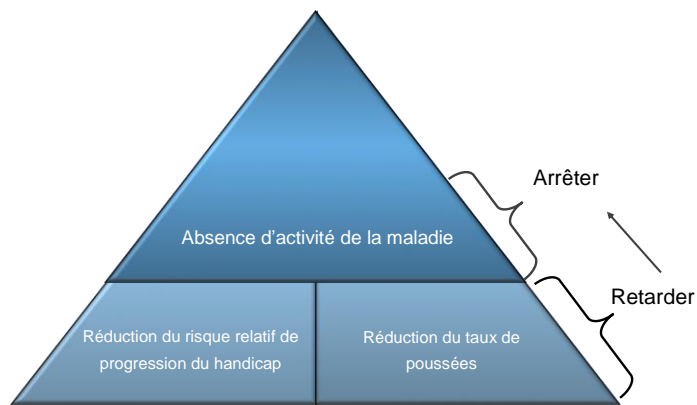 Arrêter
Absence d’activité de la maladie
Retarder
Réduction du risque relatif de
progression du handicap
Réduction du taux de
poussées